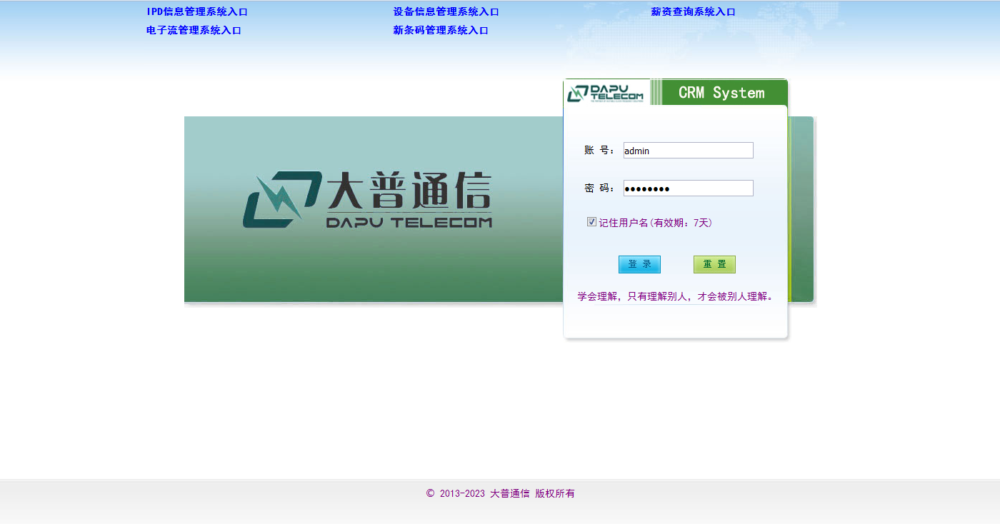 IPD信息管理系统入口 设备信息管理系统入口 薪资查询系统入口
电子流管理系统入口 新条码管理系统入口
DAPU TELECOM CRM System
账 号： admin
大普通信
DAPU TELECOM
密 码： ●●●●●●●●
记住用户名(有效期：7天)
登 录 重 置
学会理解，只有理解别人，才会被别人理解。
© 2013-2023 大普通信 版权所有